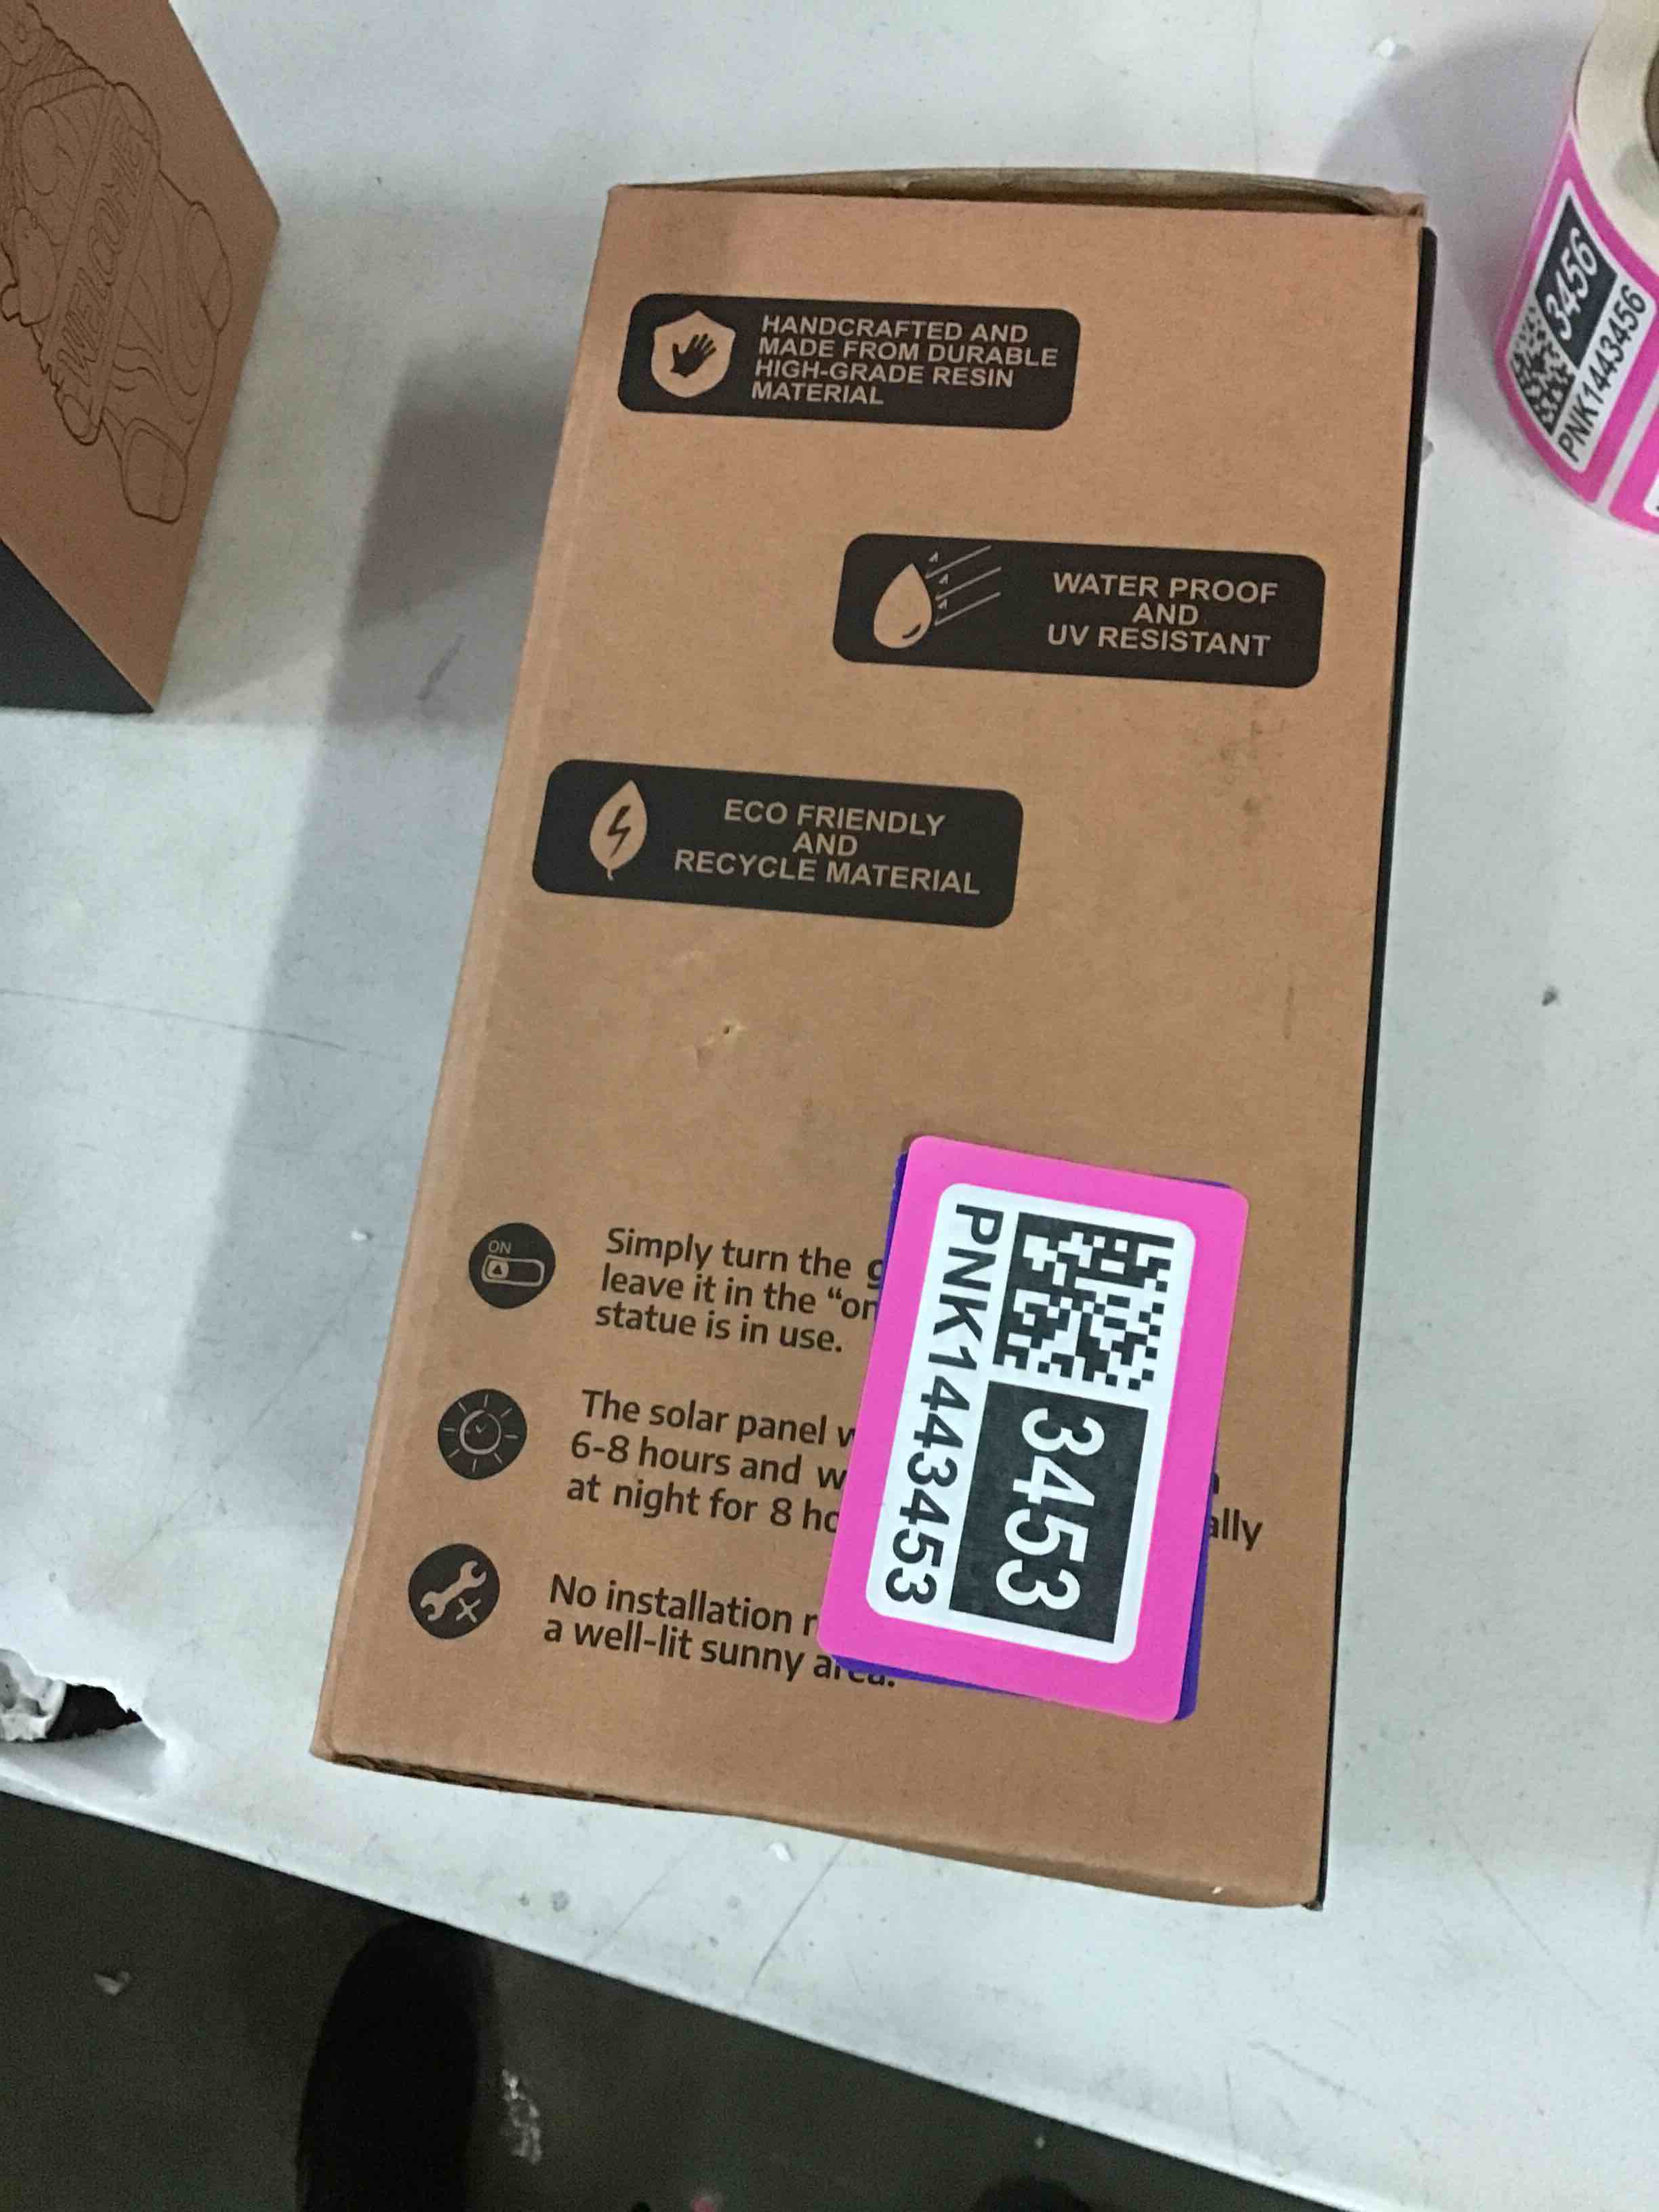 WELCOME
HANDCRAFTED AND
MADE FROM DURABLE
HIGH-GRADE RESIN
MATERIAL
WATER PROOF
AND
UV RESISTANT
ECO FRIENDLY
AND
RECYCLE MATERIAL
ON
Simply turn the
leave it in the “on
statue is in use.
The solar panel
6-8 hours and
at night for 8
No installation
a well-lit sunny area.
PNK1443453
3453
3456
PNK1443456